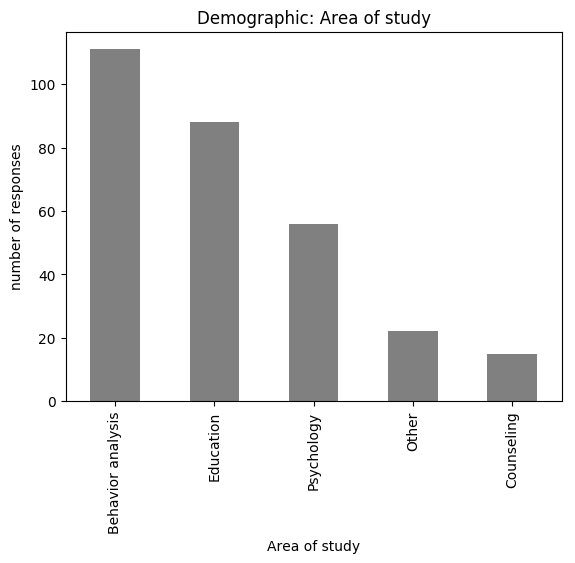 Demographic: Area of study
number of responses
100
80
60
40
20
0
Behavior analysis
Education
Psychology
Other
Counseling
Area of study